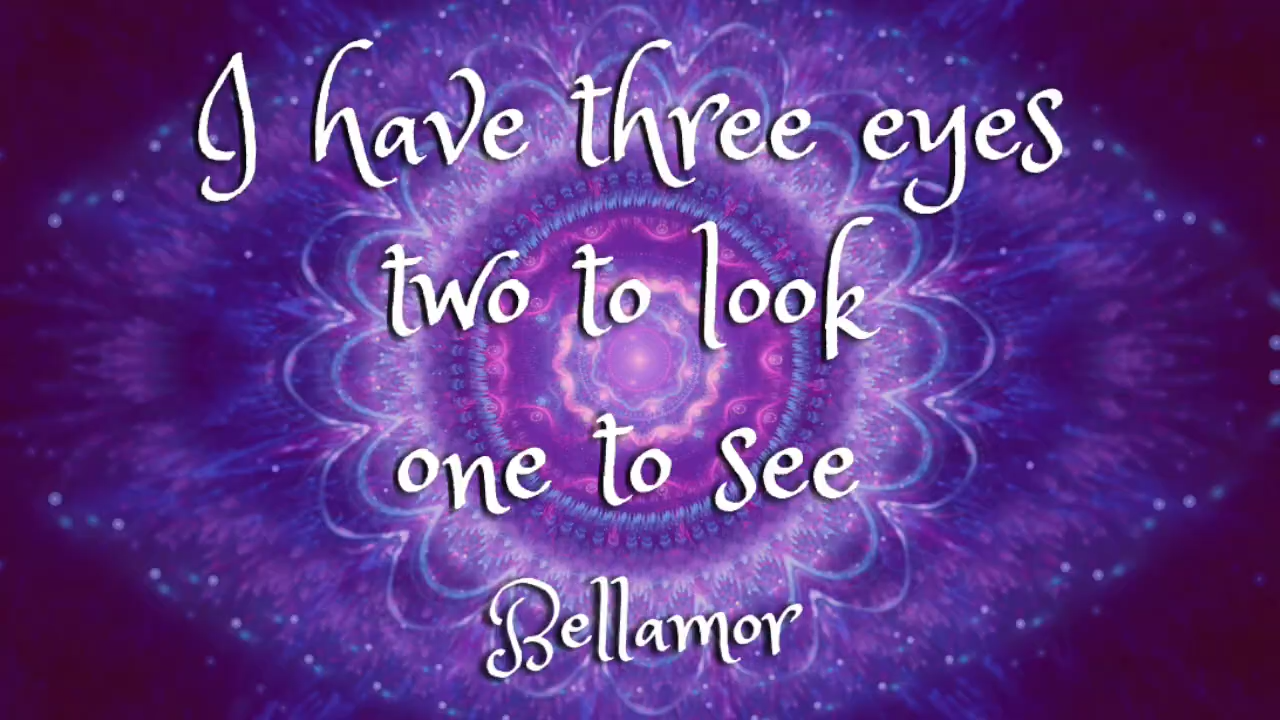 I have three eyes
two to look
one to see
Bellamor